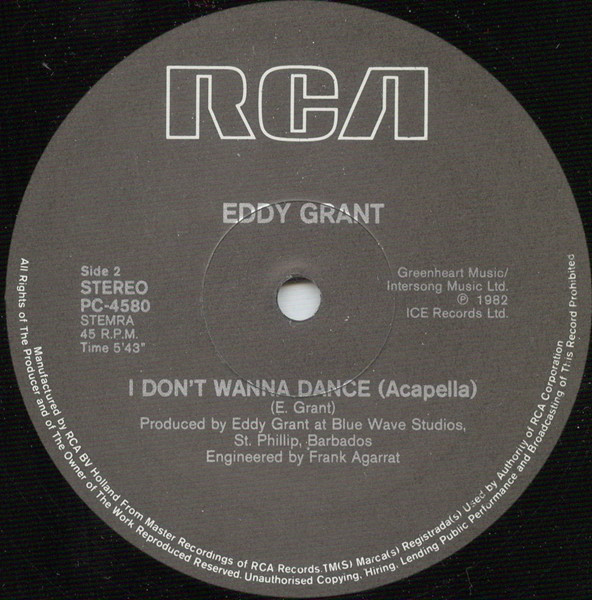 RCA
EDDY GRANT
Side 2
STEREO
PC-4580
STEMRA
45 R.P.M.
Time 5'43"
Greenheart Music/
Intersong Music Ltd.
℗ 1982
ICE Records Ltd.
I DON'T WANNA DANCE (Acapella)
(E. Grant)
Produced by Eddy Grant at Blue Wave Studios,
St. Phillip, Barbados
Engineered by Frank Agarrat
Manufactured by RCA BV Holland From Master Recordings of RCA Records.TM(S) Marca(s) Registrada(s) Used by Authority of RCA Corporation
All Rights of The Producer and of The Owner of The Work Reproduced Reserved. Unauthorised Copying, Hiring, Lending Public Performance and Broadcasting of This Record Prohibited